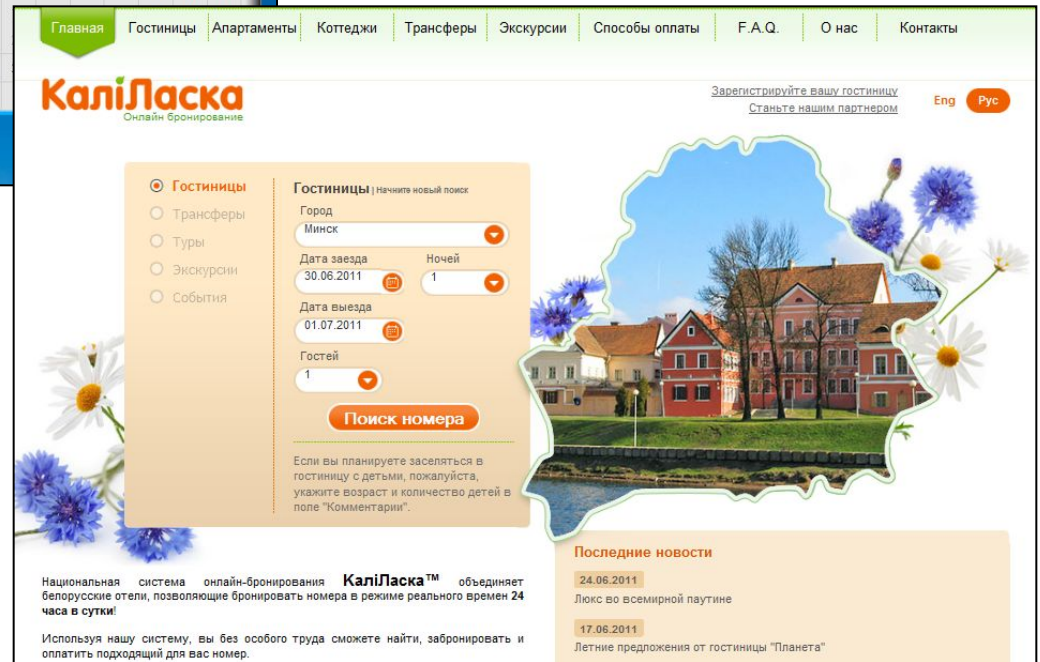 Главная Гостиницы Апартаменты Коттеджи Трансферы Экскурсии Способы оплаты F.A.Q. О нас Контакты
КаліЛаска
Онлайн бронирование
Зарегистрируйте вашу гостиницу
Станьте нашим партнером
Eng Рус
Гостиницы
Трансферы
Туры
Экскурсии
События
Гостиницы | Начните новый поиск
Город
Минск
Дата заезда Ночей
30.06.2011 1
Дата выезда
01.07.2011
Гостей
1
Поиск номера
Если вы планируете заселяться в
гостиницу с детьми, пожалуйста,
укажите возраст и количество детей в
поле "Комментарии".
Национальная система онлайн-бронирования КаліЛаска™ объединяет
белорусские отели, позволяющие бронировать номера в режиме реального времен 24
часа в сутки!
Используя нашу систему, вы без особого труда сможете найти, забронировать и
оплатить подходящий для вас номер.
Последние новости
24.06.2011
Люкс во всемирной паутине
17.06.2011
Летние предложения от гостиницы "Планета"